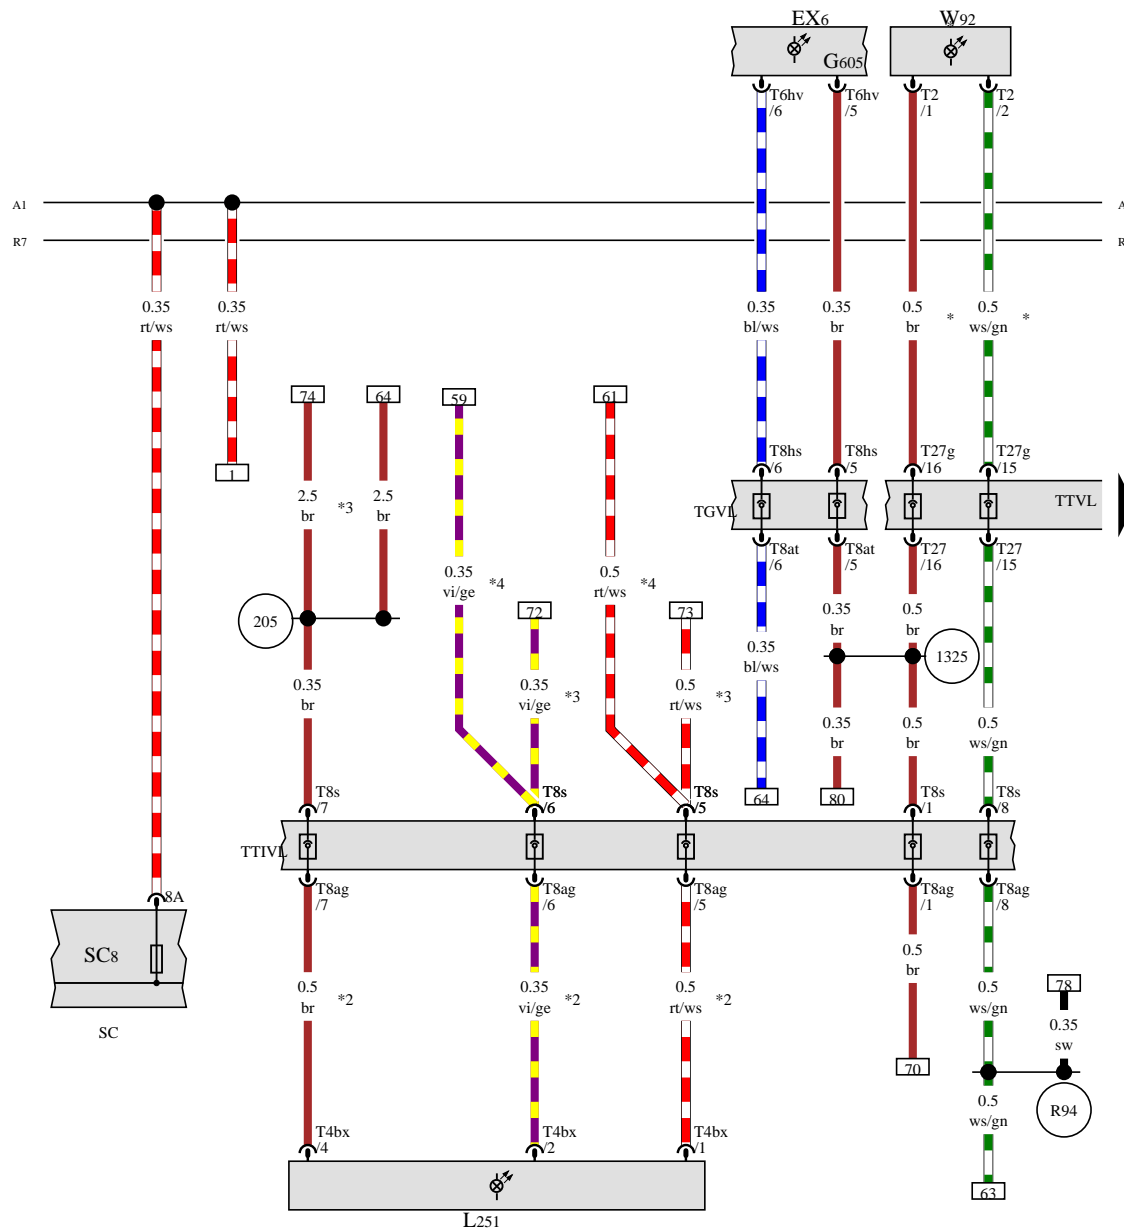 EX6
W92
*
G605
T6hv
/6
T6hv
/5
T2
/1
T2
/2
A1
A
R7
R
0.35
rt/ws
0.35
rt/ws
0.35
bl/ws
0.35
br
0.5
br
*
0.5
ws/gn
*
74
64
59
61
1
T8hs
/6
T8hs
/5
T27g
/16
T27g
/15
2.5
br
*3
2.5
br
TGVL
TTVL
T8at
/6
T8at
/5
T27
/16
T27
/15
0.35
vi/ge
*4
0.5
rt/ws
*4
205
72
73
0.35
br
0.5
br
1325
0.35
bl/ws
0.35
br
0.35
vi/ge
*3
0.5
rt/ws
*3
0.35
br
0.5
br
0.5
ws/gn
64
80
T8s
/7
T8s
/6
T8s
/5
T8s
/1
T8s
/8
TTIVL
T8ag
/7
T8ag
/6
T8ag
/5
T8ag
/1
T8ag
/8
8A
SC8
SC
0.5
br
*2
0.35
vi/ge
*2
0.5
rt/ws
*2
0.5
br
0.5
ws/gn
78
0.35
sw
70
R94
0.5
ws/gn
63
T4bx
/4
T4bx
/2
T4bx
/1
L251